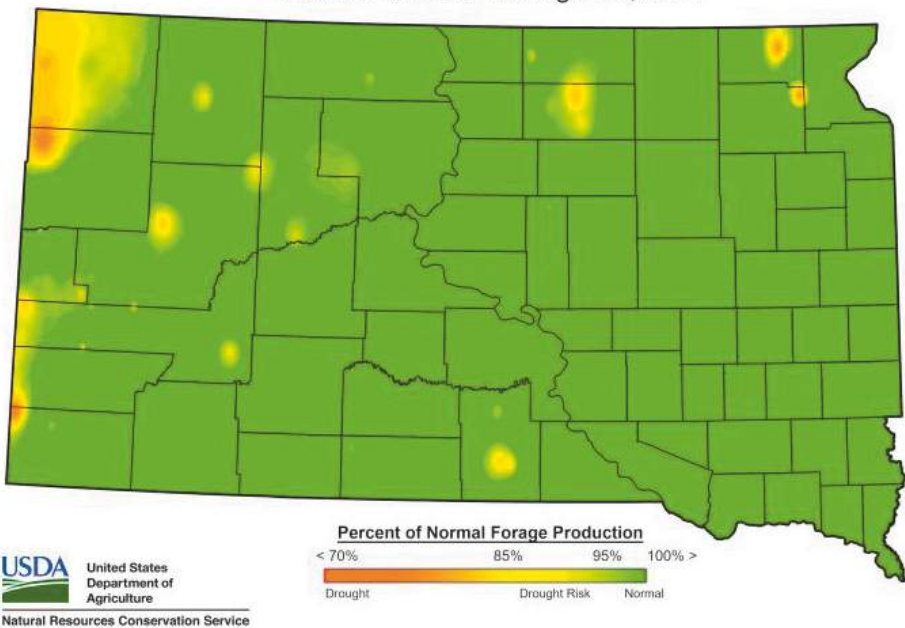 Percent of Normal Forage Production
< 70% 85% 95% 100% >
Drought Drought Risk Normal
USDA
United States
Department of
Agriculture
Natural Resources Conservation Service